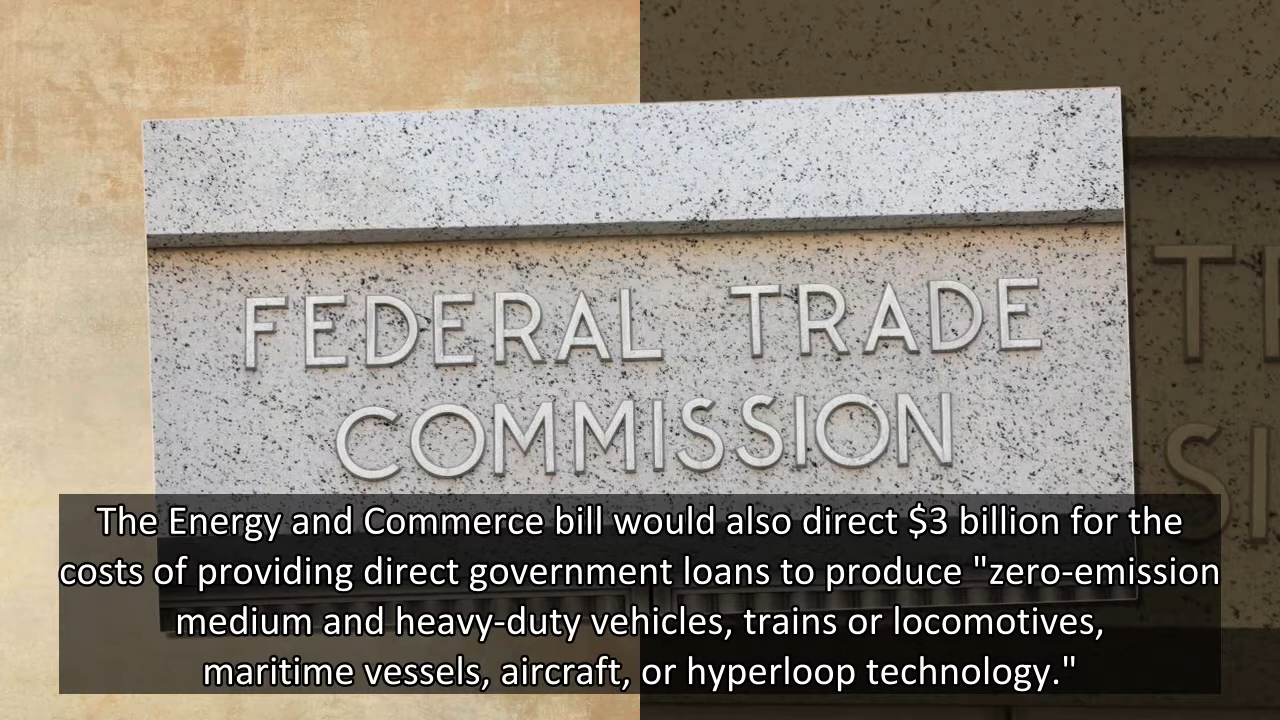 FEDERAL TRADE
COMMISSION
The Energy and Commerce bill would also direct $3 billion for the
costs of providing direct government loans to produce "zero-emission
medium and heavy-duty vehicles, trains or locomotives,
maritime vessels, aircraft, or hyperloop technology."